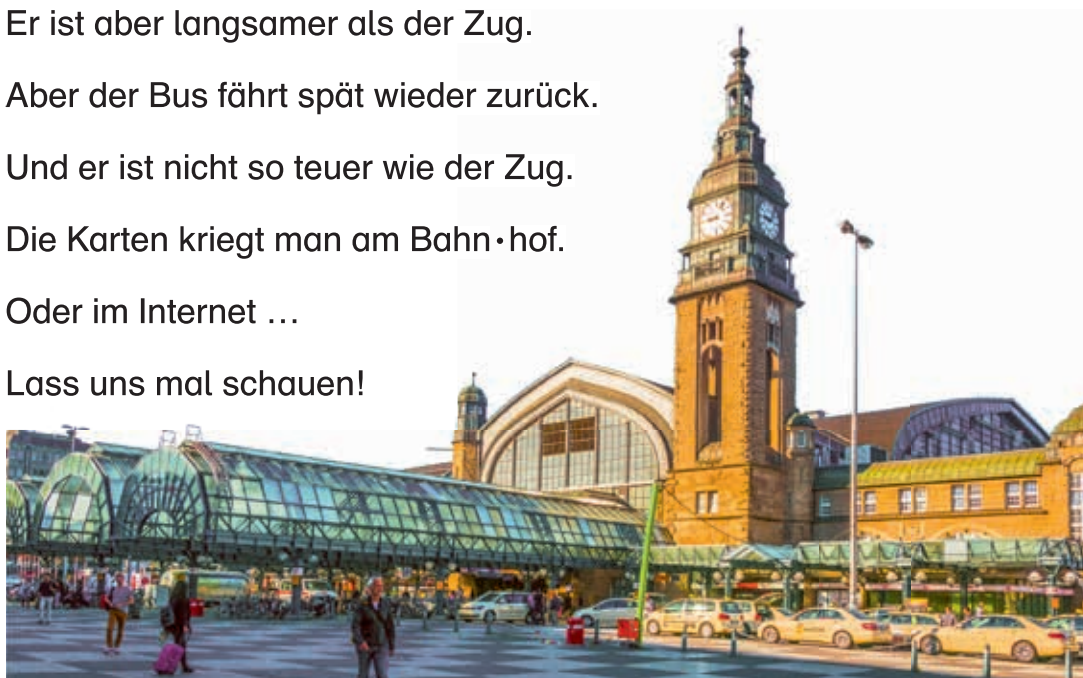 Er ist aber langsamer als der Zug.
Aber der Bus fährt spät wieder zurück.
Und er ist nicht so teuer wie der Zug.
Die Karten kriegt man am Bahn•hof.
Oder im Internet …
Lass uns mal schauen!